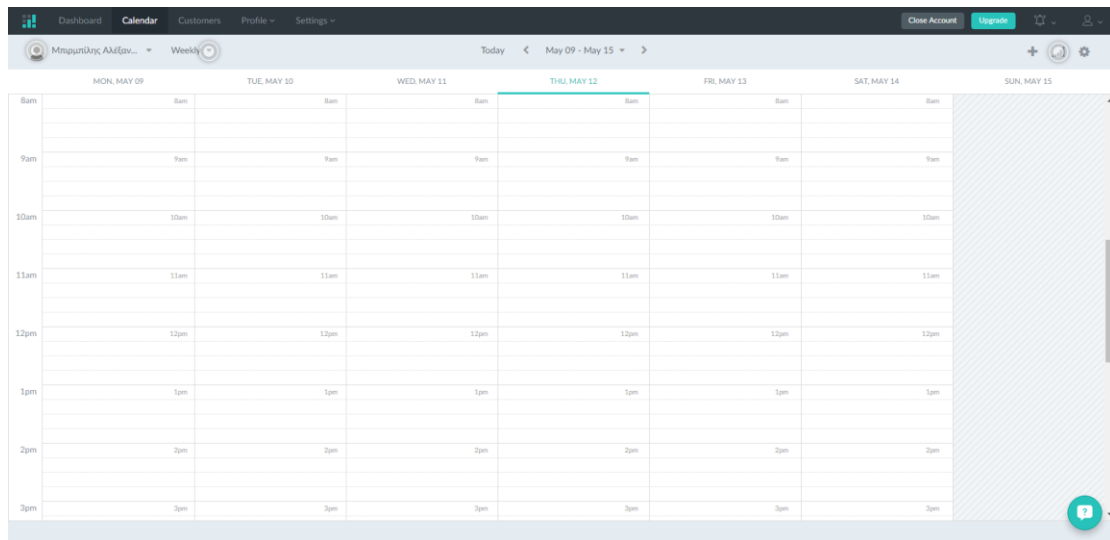 Dashboard Calendar Customers Profile Settings Close Account Upgrade
Μπιρμπίλης Αλέξαν... Weekly Today May 09 - May 15
MON, MAY 09 TUE, MAY 10 WED, MAY 11 THU, MAY 12 FRI, MAY 13 SAT, MAY 14 SUN, MAY 15
8am 8am 8am 8am 8am 8am 8am
9am 9am 9am 9am 9am 9am 9am
10am 10am 10am 10am 10am 10am 10am
11am 11am 11am 11am 11am 11am 11am
12pm 12pm 12pm 12pm 12pm 12pm 12pm
1pm 1pm 1pm 1pm 1pm 1pm 1pm
2pm 2pm 2pm 2pm 2pm 2pm 2pm
3pm 3pm 3pm 3pm 3pm 3pm 3pm
?